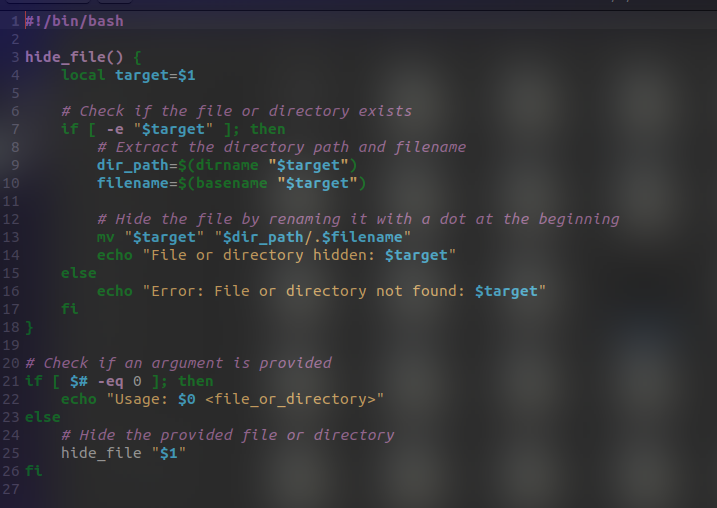 1 #!/bin/bash
2
3 hide_file() {
4     local target=$1
5
6     # Check if the file or directory exists
7     if [ -e "$target" ]; then
8         # Extract the directory path and filename
9         dir_path=$(dirname "$target")
10         filename=$(basename "$target")
11
12         # Hide the file by renaming it with a dot at the beginning
13         mv "$target" "$dir_path/.$filename"
14         echo "File or directory hidden: $target"
15     else
16         echo "Error: File or directory not found: $target"
17     fi
18 }
19
20 # Check if an argument is provided
21 if [ $# -eq 0 ]; then
22     echo "Usage: $0 <file_or_directory>"
23 else
24     # Hide the provided file or directory
25     hide_file "$1"
26 fi
27